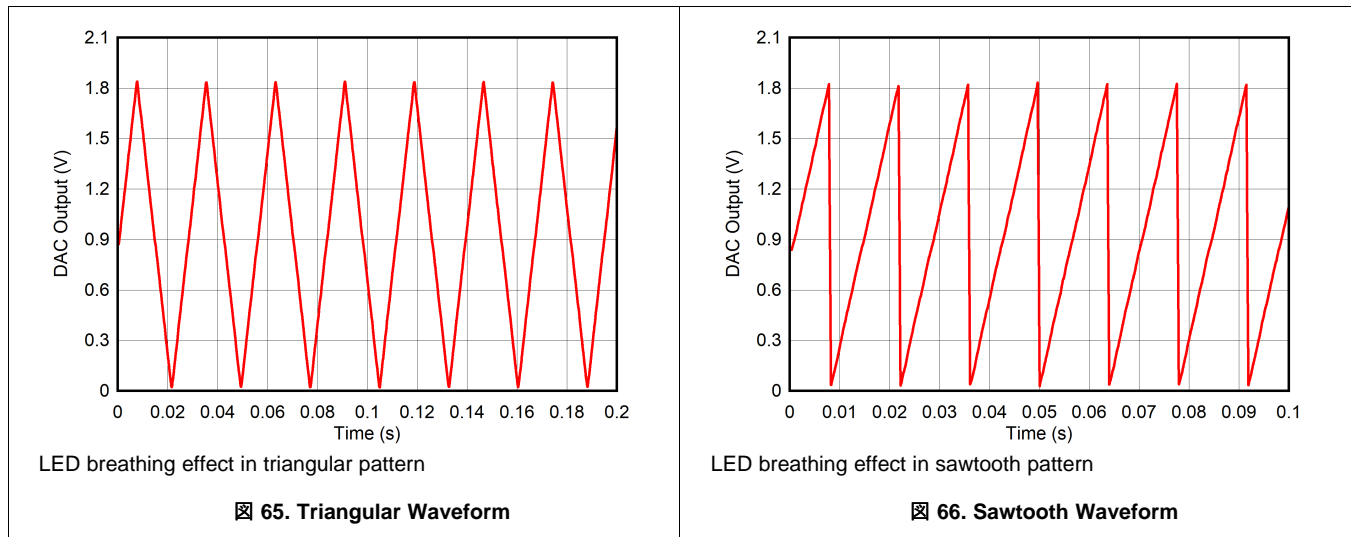 2.1
1.8
1.5
1.2
0.9
0.6
0.3
0
DAC Output (V)
0 0.02 0.04 0.06 0.08 0.1 0.12 0.14 0.16 0.18 0.2
Time (s)
LED breathing effect in triangular pattern
図 65. Triangular Waveform
2.1
1.8
1.5
1.2
0.9
0.6
0.3
0
DAC Output (V)
0 0.01 0.02 0.03 0.04 0.05 0.06 0.07 0.08 0.09 0.1
Time (s)
LED breathing effect in sawtooth pattern
図 66. Sawtooth Waveform